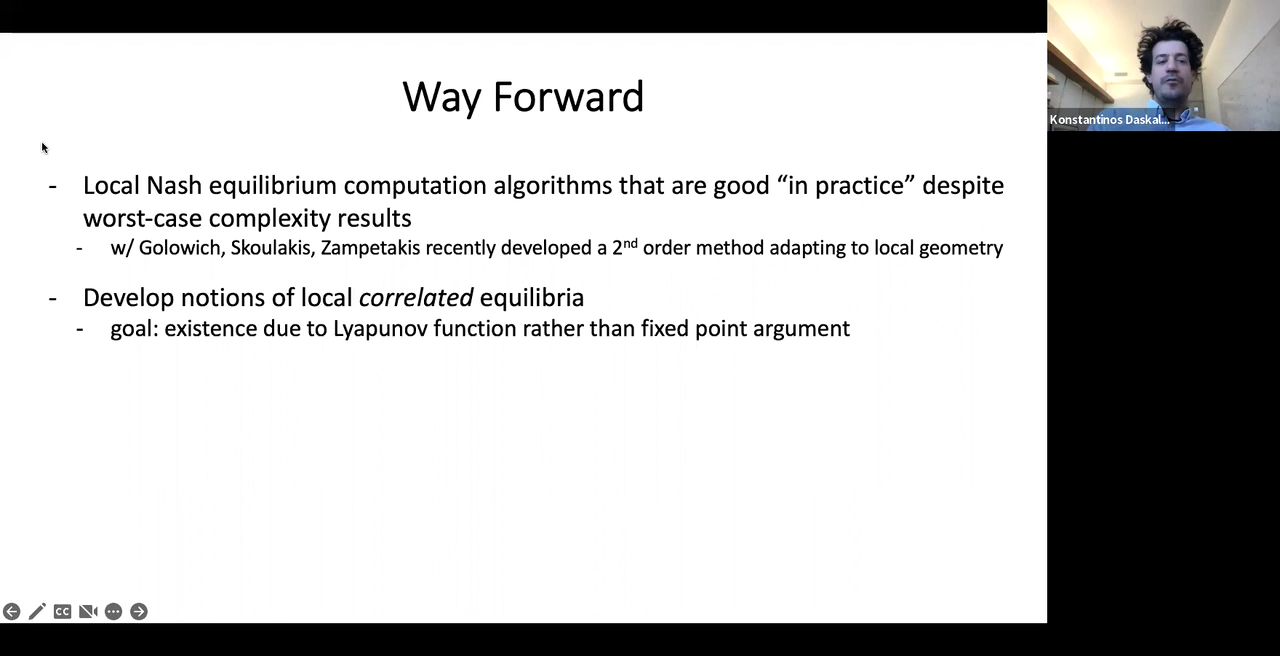 Way Forward
Konstantinos Daskal...
- Local Nash equilibrium computation algorithms that are good “in practice” despite
worst-case complexity results
- w/ Golowich, Skoulakis, Zampetakis recently developed a 2nd order method adapting to local geometry
- Develop notions of local correlated equilibria
- goal: existence due to Lyapunov function rather than fixed point argument
CC